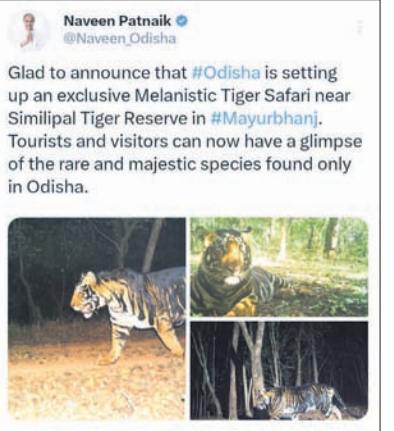 Naveen Patnaik
@Naveen_Odisha
Glad to announce that #Odisha is setting
up an exclusive Melanistic Tiger Safari near
Similipal Tiger Reserve in #Mayurbhanj.
Tourists and visitors can now have a glimpse
of the rare and majestic species found only
in Odisha.